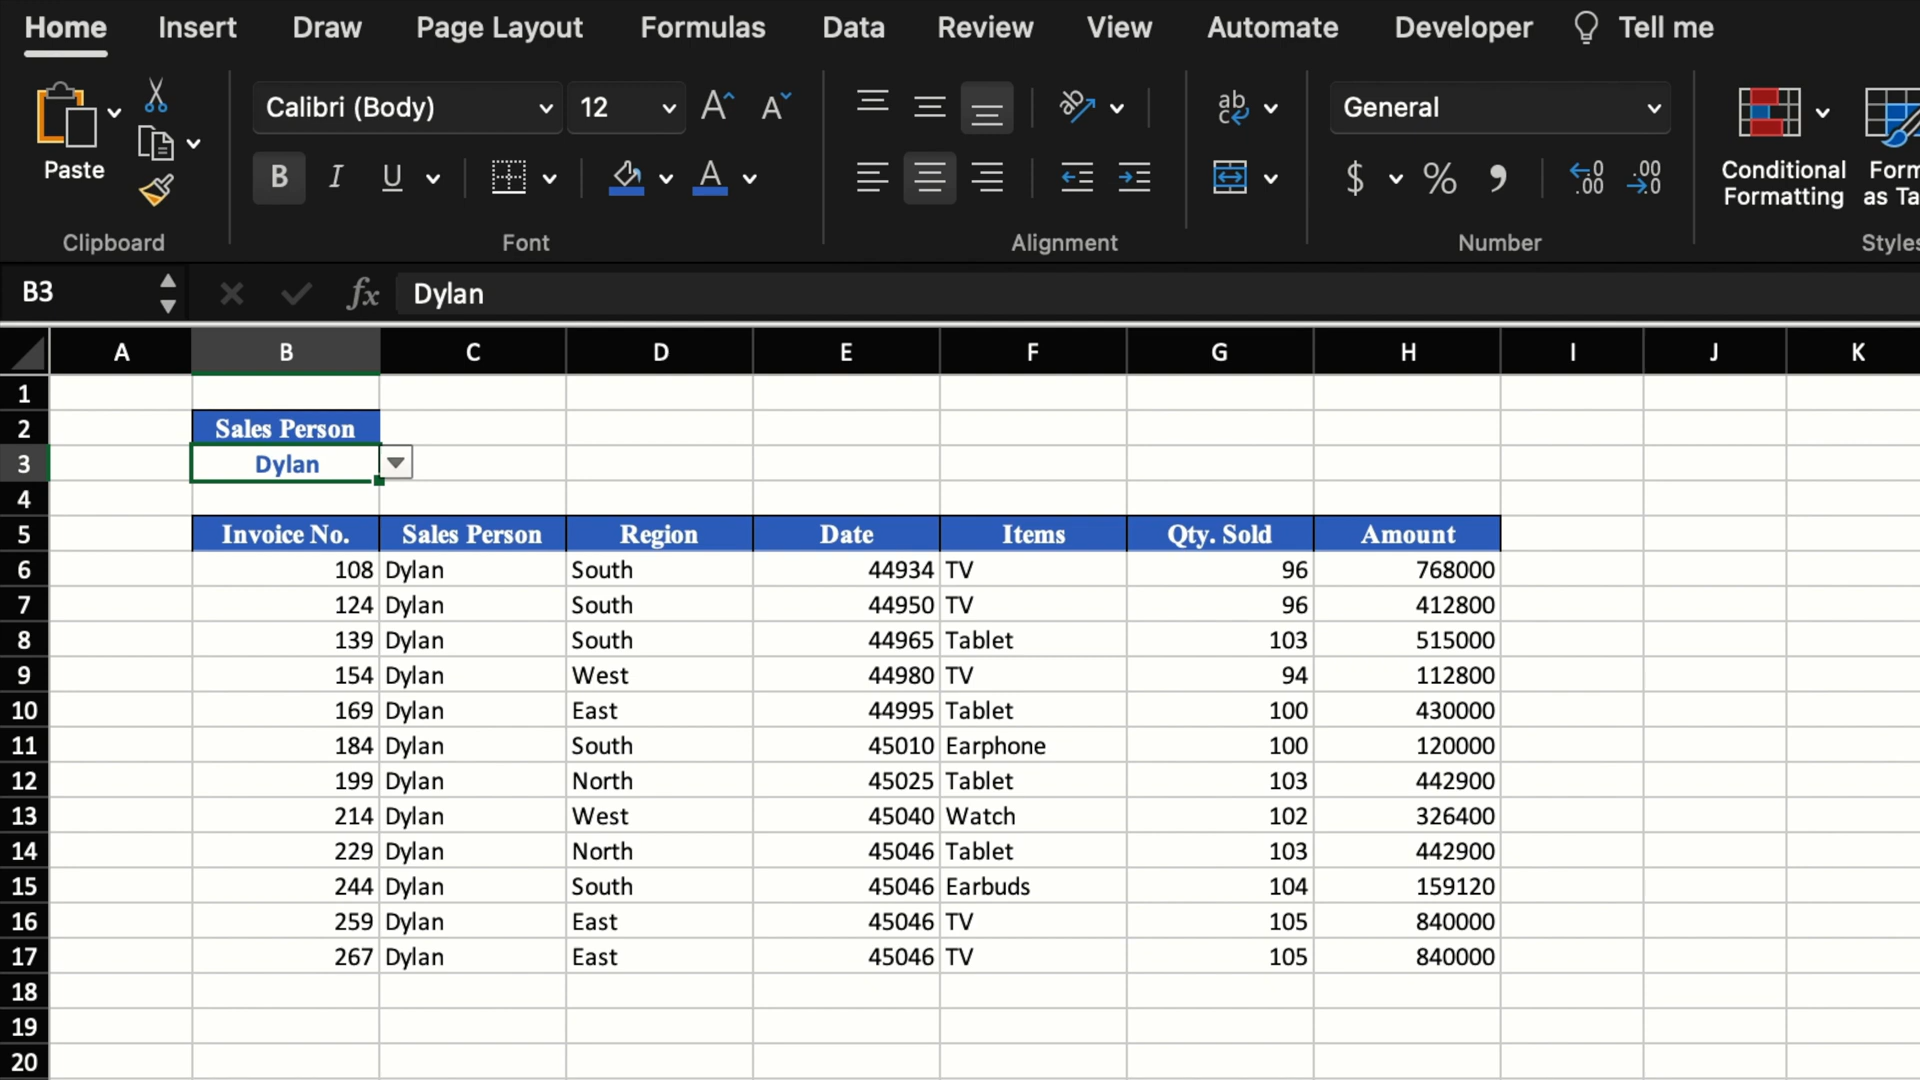 Home Insert Draw Page Layout Formulas Data Review View Automate Developer Tell me
Calibri (Body) 12 General
Paste B I U $ % Conditional Formatting
Clipboard Font Alignment Number Styles
B3 fx Dylan
A B C D E F G H I J K
1
2 Sales Person
3 Dylan
4
5 Invoice No. Sales Person Region Date Items Qty. Sold Amount
6 108 Dylan South 44934 TV 96 768000
7 124 Dylan South 44950 TV 96 412800
8 139 Dylan South 44965 Tablet 103 515000
9 154 Dylan West 44980 TV 94 112800
10 169 Dylan East 44995 Tablet 100 430000
11 184 Dylan South 45010 Earphone 100 120000
12 199 Dylan North 45025 Tablet 103 442900
13 214 Dylan West 45040 Watch 102 326400
14 229 Dylan North 45046 Tablet 103 442900
15 244 Dylan South 45046 Earbuds 104 159120
16 259 Dylan East 45046 TV 105 840000
17 267 Dylan East 45046 TV 105 840000
18
19
20